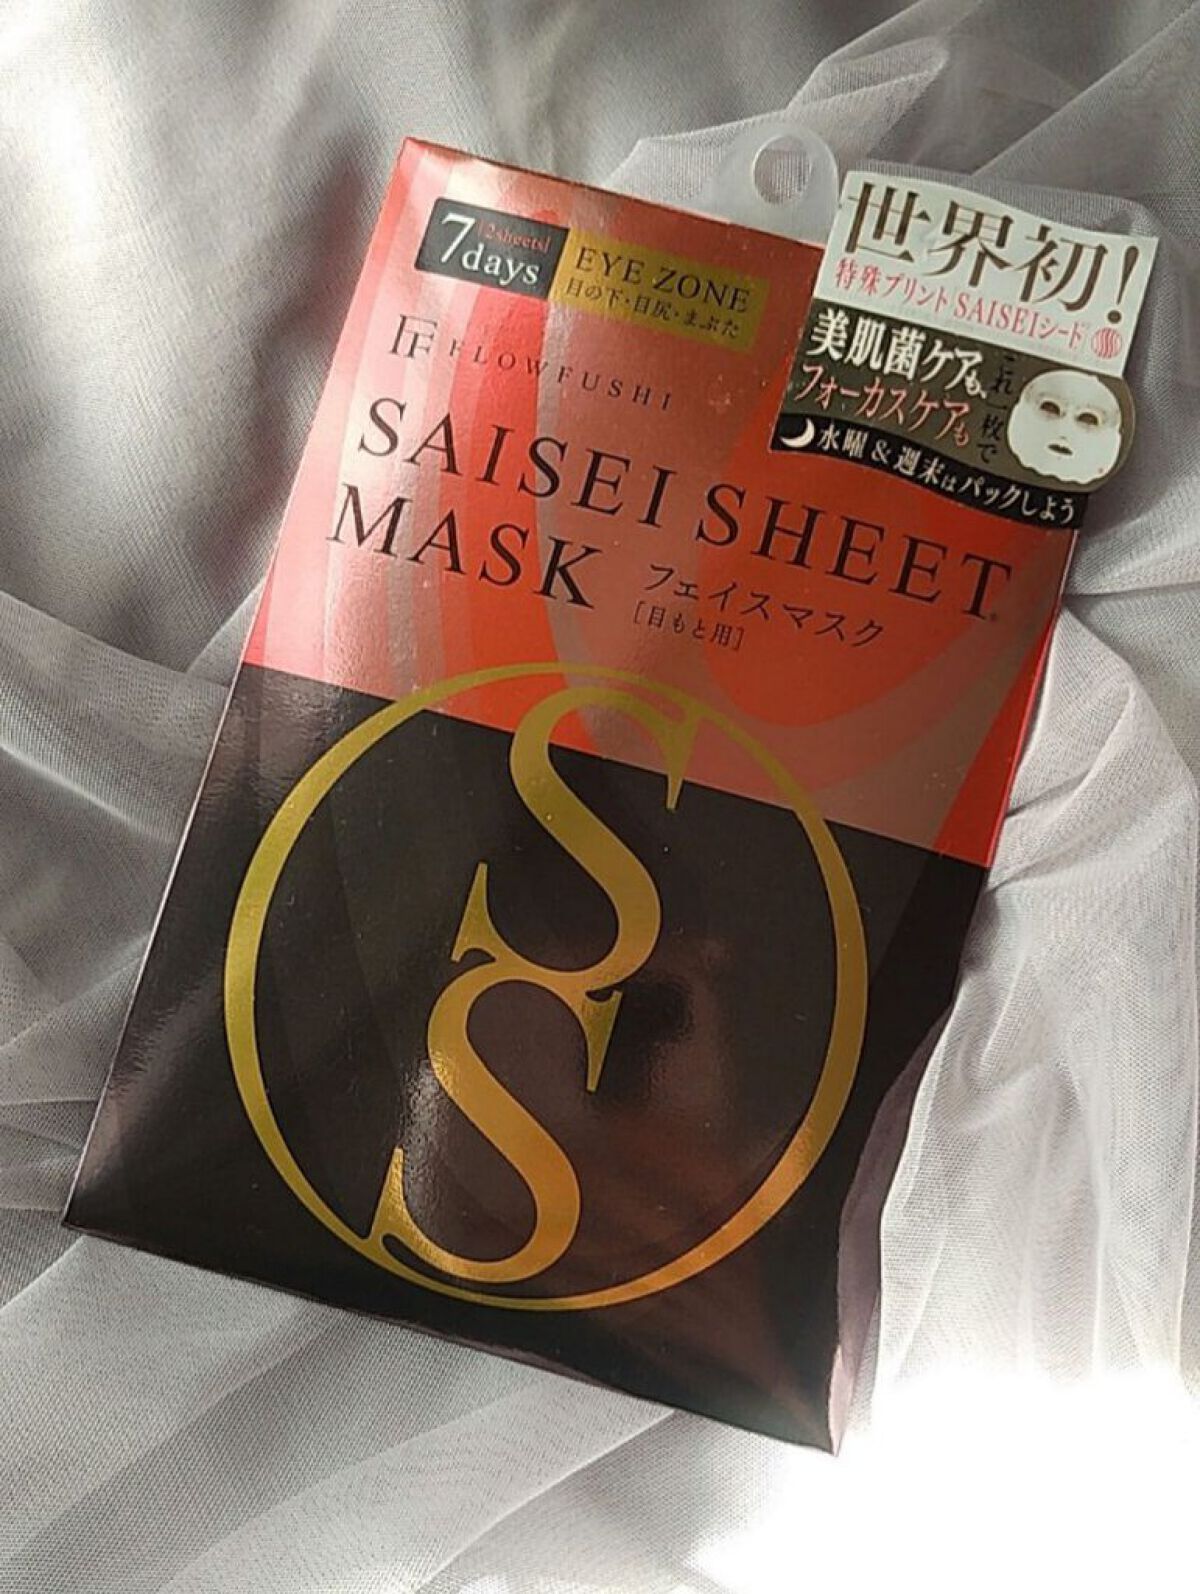 7days
[2sheets]
EYE ZONE
目の下・目尻・まぶた
FLOWFUSHI
SAISEI SHEET
MASK
フェイスマスク
[目もと用]
世界初!
特殊プリントSAISEIシード
美肌菌ケアも、
フォーカスケアも
これ一枚で
水曜&週末はパックしよう
SS